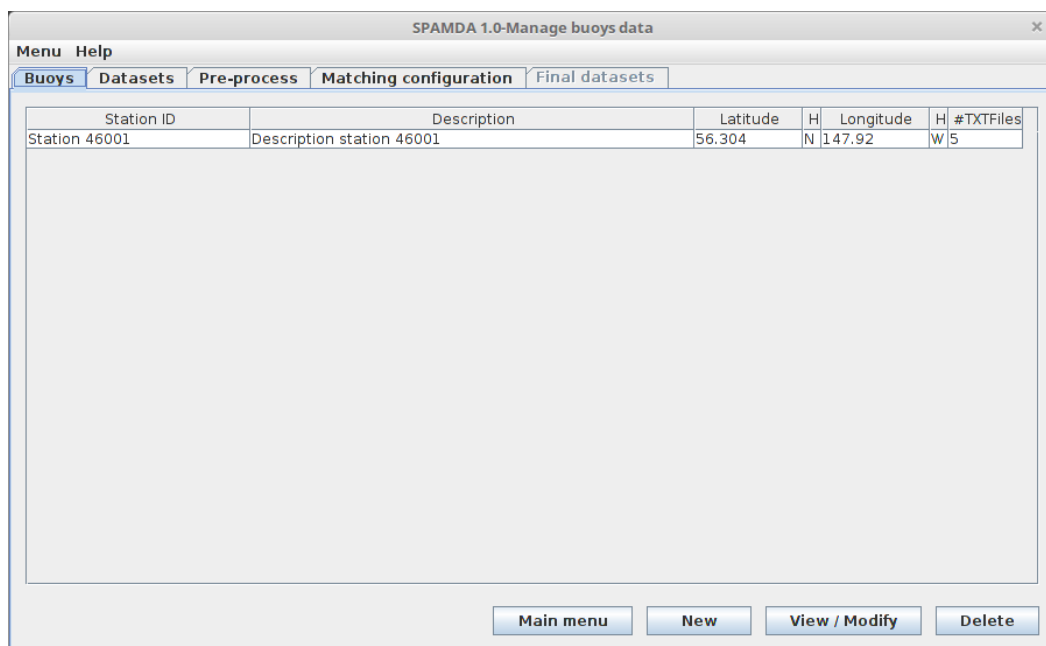 SPAMDA 1.0-Manage buoys data ×
Menu Help
Buoys Datasets Pre-process Matching configuration Final datasets
Station ID Description Latitude H Longitude H #TXTFiles
Station 46001 Description station 46001 56.304 N 147.92 W 5
Main menu New View / Modify Delete